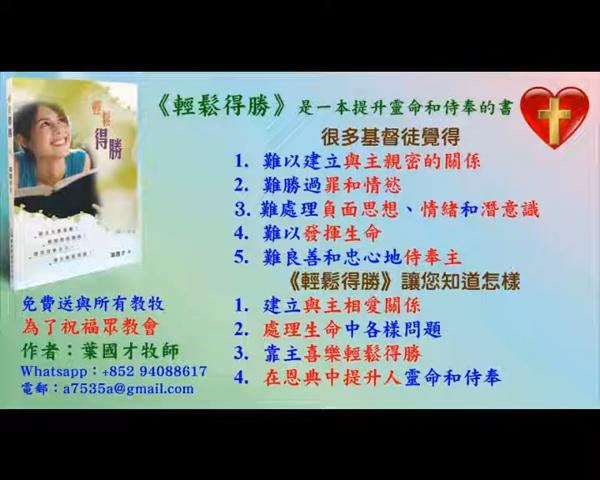 《輕鬆得勝》是一本提升靈命和侍奉的書
很多基督徒覺得
1. 難以建立與主親密的關係
2. 難勝過罪和情慾
3. 難處理負面思想、情緒和潛意識
4. 難以發揮生命
5. 難良善和忠心地侍奉主
《輕鬆得勝》讓您知道怎樣
1. 建立與主相愛關係
2. 處理生命中各樣問題
3. 靠主喜樂輕鬆得勝
4. 在恩典中提升人靈命和侍奉
輕鬆
得勝
免費送與所有教牧
為了祝福眾教會
作者：葉國才牧師
Whatsapp：+852 94088617
電郵：a7535a@gmail.com